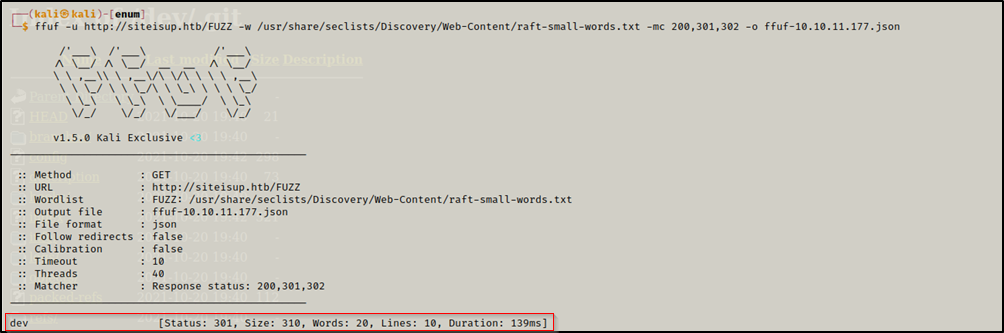 (kali㉿kali)-[enum]
$ ffuf -u http://siteisup.htb/FUZZ -w /usr/share/seclists/Discovery/Web-Content/raft-small-words.txt -mc 200,301,302 -o ffuf-10.10.11.177.json
v1.5.0 Kali Exclusive <3
:: Method : GET
:: URL : http://siteisup.htb/FUZZ
:: Wordlist : FUZZ: /usr/share/seclists/Discovery/Web-Content/raft-small-words.txt
:: Output file : ffuf-10.10.11.177.json
:: File format : json
:: Follow redirects : false
:: Calibration : false
:: Timeout : 10
:: Threads : 40
:: Matcher : Response status: 200,301,302
dev [Status: 301, Size: 310, Words: 20, Lines: 10, Duration: 139ms]